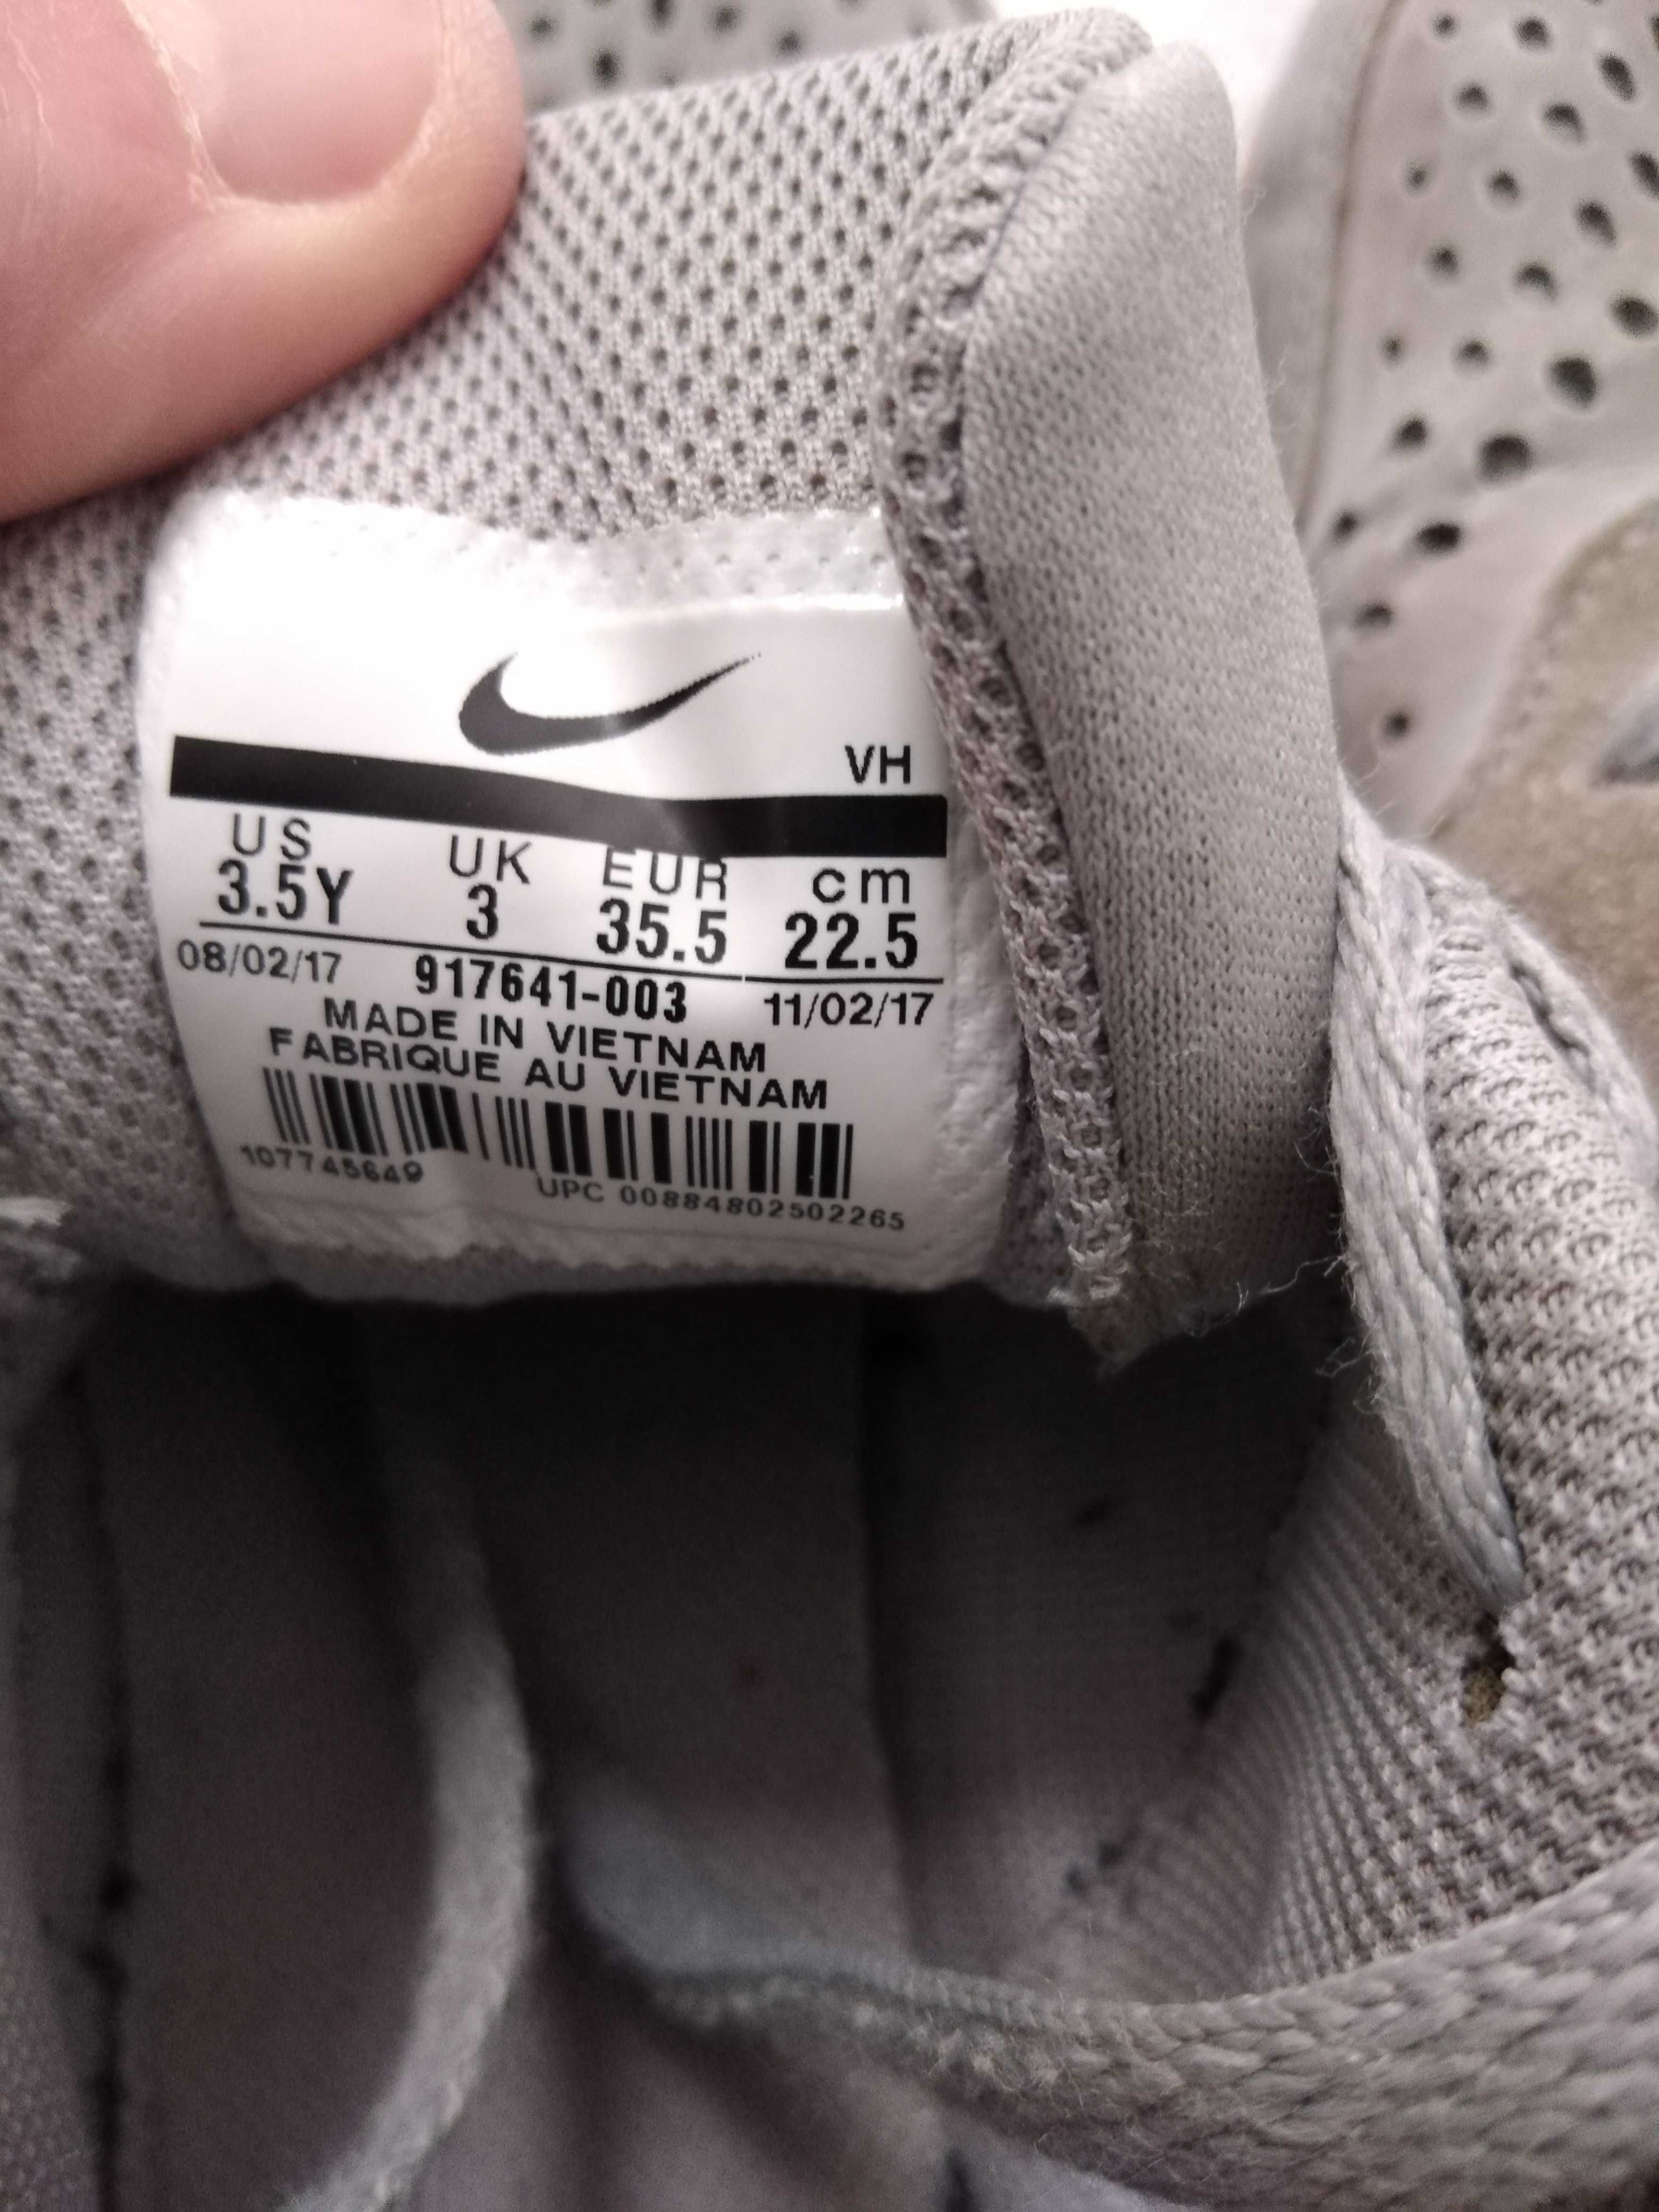 VH
US UK EUR cm
3.5Y 3 35.5 22.5
08/02/17 917641-003 11/02/17
MADE IN VIETNAM
FABRIQUE AU VIETNAM
107745649 UPC 00884802502265